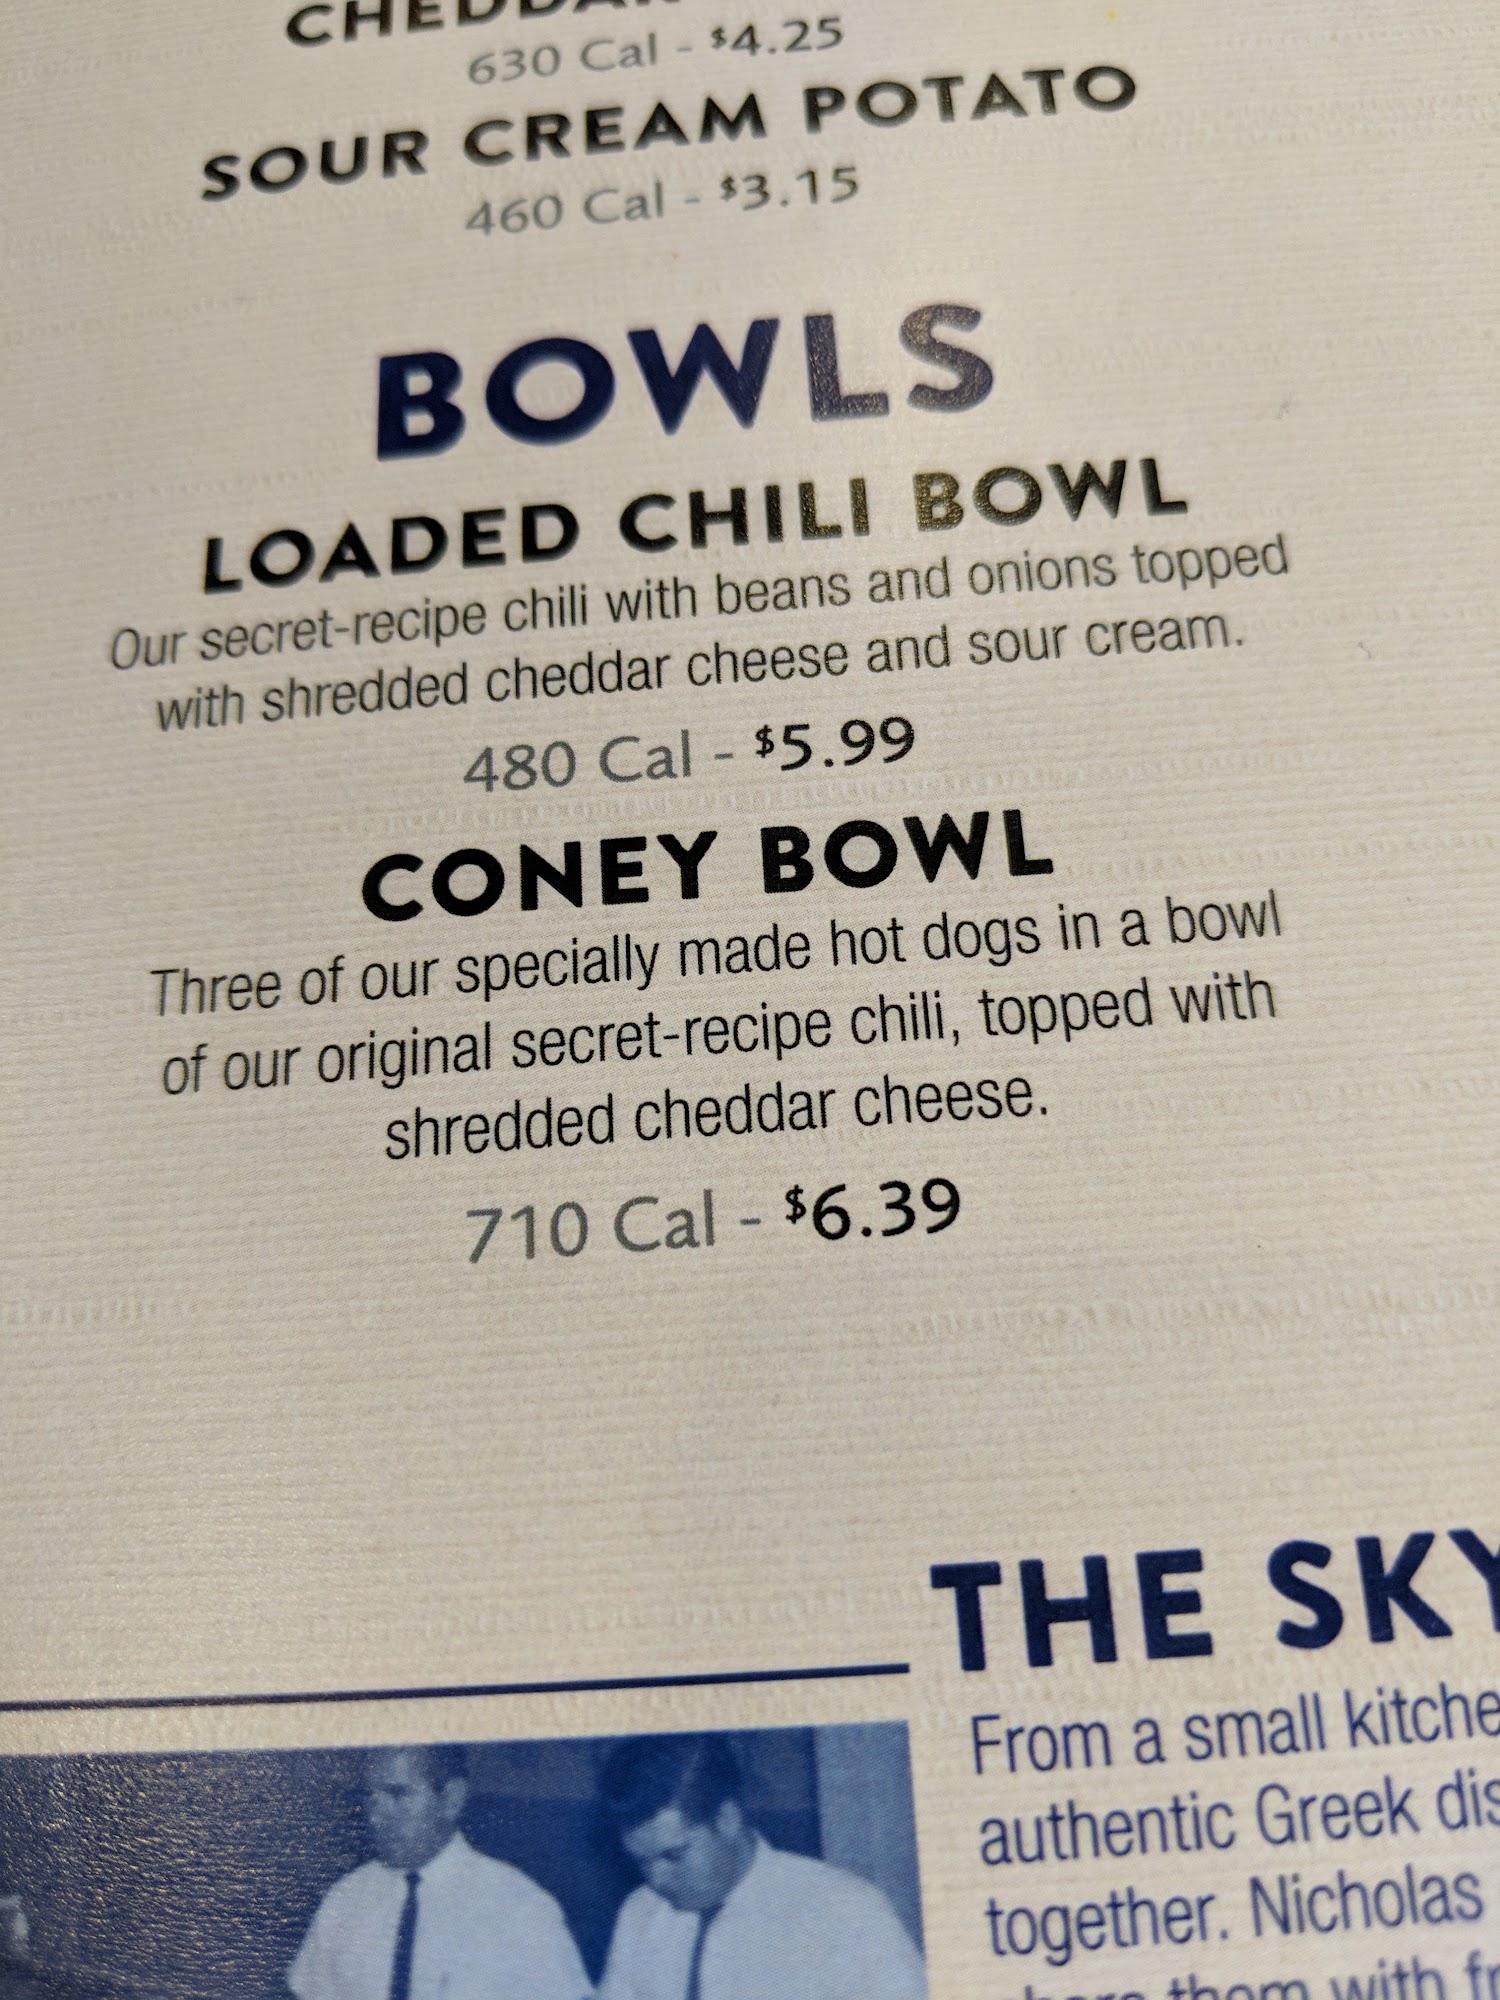 630 Cal - $4.25
SOUR CREAM POTATO
460 Cal - $3.15
BOWLS
LOADED CHILI BOWL
Our secret-recipe chili with beans and onions topped
with shredded cheddar cheese and sour cream.
480 Cal - $5.99
CONEY BOWL
Three of our specially made hot dogs in a bowl
of our original secret-recipe chili, topped with
shredded cheddar cheese.
710 Cal - $6.39
THE SKY
From a small kitche
authentic Greek dis
together. Nicholas
them with fr